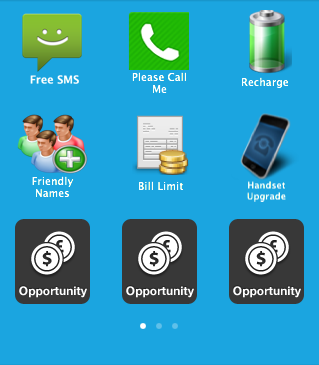 Free SMS
Please Call
Me
Recharge
Friendly
Names
Bill Limit
Handset
Upgrade
$ £
Opportunity
$ £
Opportunity
$ £
Opportunity